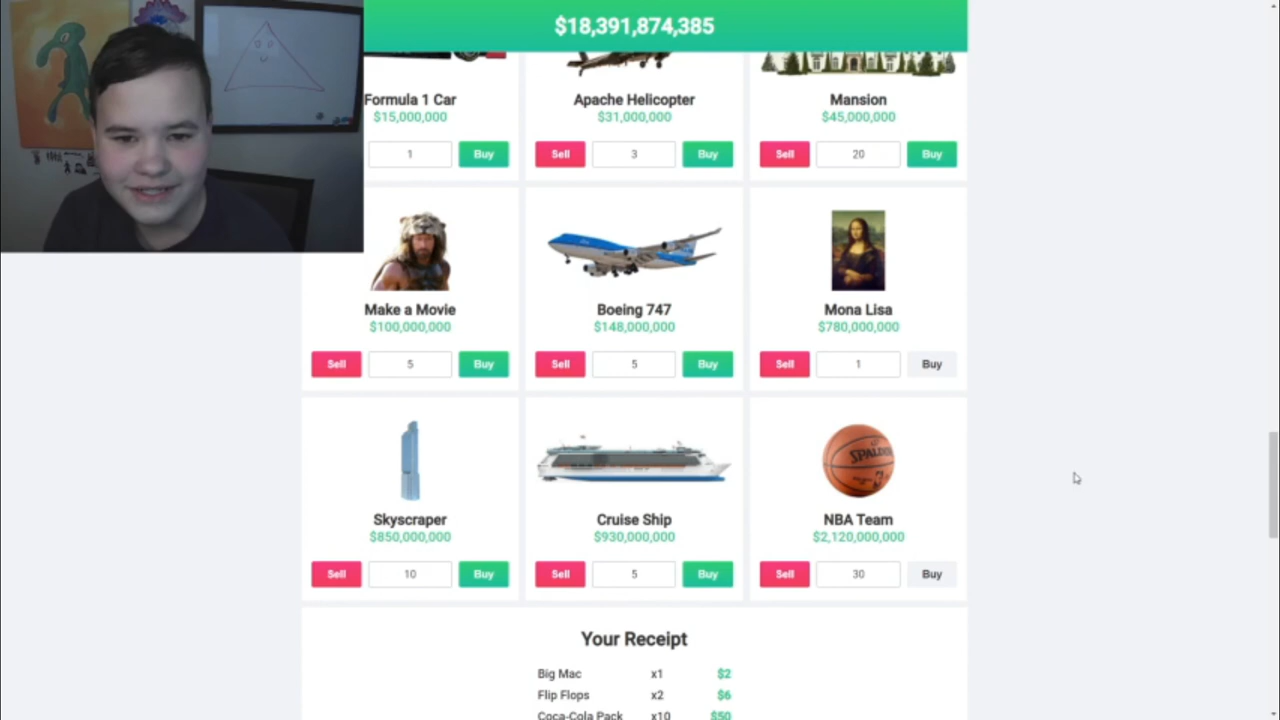 $18,391,874,385
Formula 1 Car
Apache Helicopter
Mansion
$15,000,000
$31,000,000
$45,000,000
1 Buy
Sell 3 Buy
Sell 20 Buy
Make a Movie
Boeing 747
Mona Lisa
$100,000,000
$148,000,000
$780,000,000
Sell 5 Buy
Sell 5 Buy
Sell 1 Buy
SPALDING
Skyscraper
Cruise Ship
NBA Team
$850,000,000
$930,000,000
$2,120,000,000
Sell 10 Buy
Sell 5 Buy
Sell 30 Buy
Your Receipt
Big Mac x1 $2
Flip Flops x2 $6
Coca-Cola Pack x10 $50